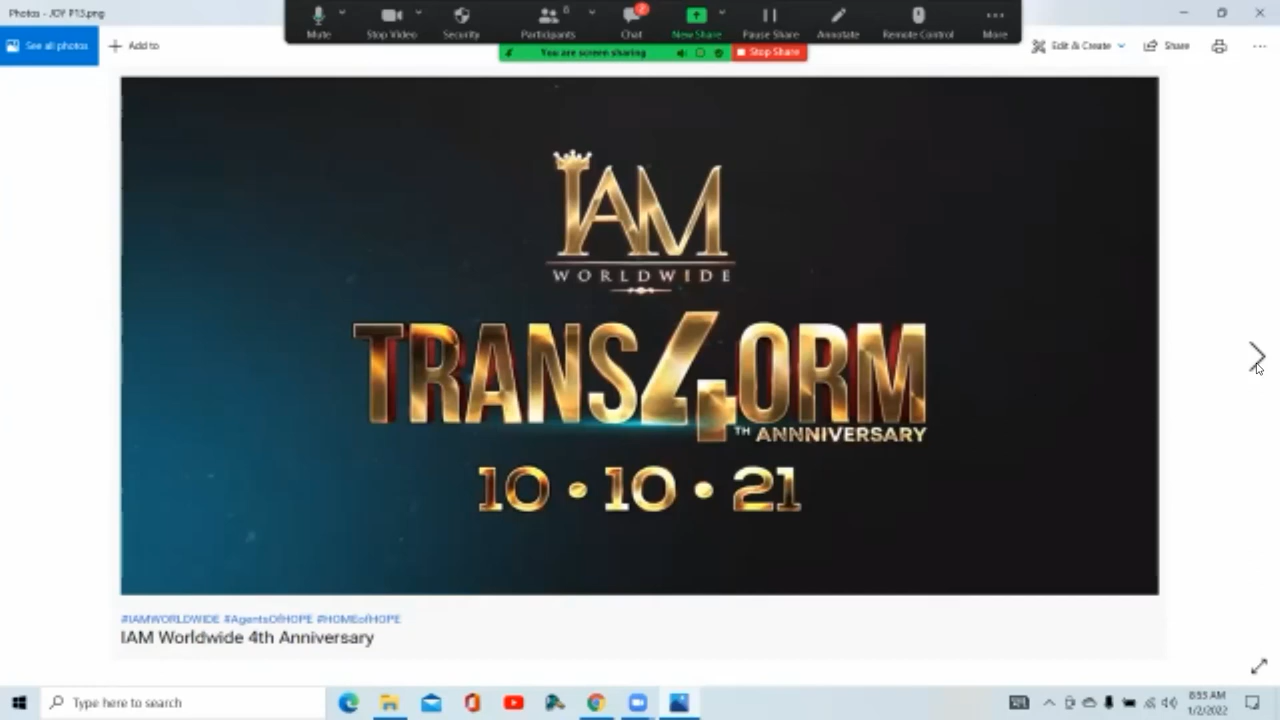 Photos - JOY P13.png
Mute
Stop Video
Security
Participants
Chat
2
New Share
Pause Share
Annotate
Remote Control
More
You are screen sharing
Stop Share
See all photos
Add to
Edit & Create
Share
IAM
WORLDWIDE
TRANS4ORM
TH ANNNIVERSARY
10 • 10 • 21
#IAMWORLDWIDE #AgentsOfHOPE #HOMEofHOPE
IAM Worldwide 4th Anniversary
Type here to search
8:53 AM
1/2/2022